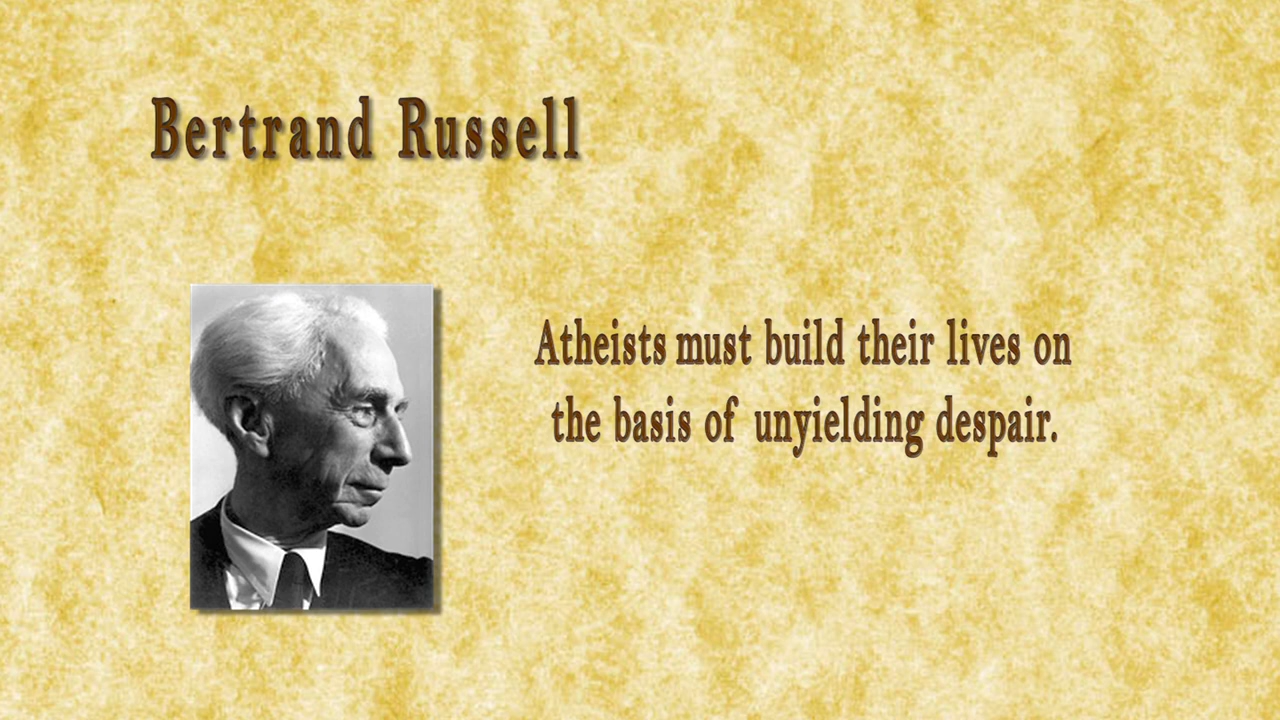 Bertrand Russell
Atheists must build their lives on
the basis of unyielding despair.